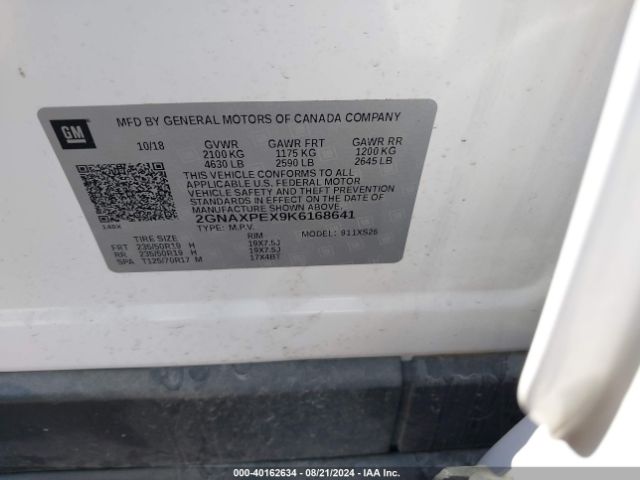 GM
MFD BY GENERAL MOTORS OF CANADA COMPANY
10/18 GVWR GAWR FRT GAWR RR
2100 KG 1175 KG 1200 KG
4630 LB 2590 LB 2645 LB
THIS VEHICLE CONFORMS TO ALL
APPLICABLE U.S. FEDERAL MOTOR
VEHICLE SAFETY AND THEFT PREVENTION
STANDARDS IN EFFECT ON THE DATE
OF MANUFACTURE SHOWN ABOVE.
2GNAXPEX9K6168641
TYPE: M.P.V. MODEL: 911XS26
TIRE SIZE RIM
FRT 235/50R19 H 19X7.5J
RR 235/50R19 H 19X7.5J
SPA T125/70R17 M 17X4BT
000-40162634 - 08/21/2024 - IAA Inc.